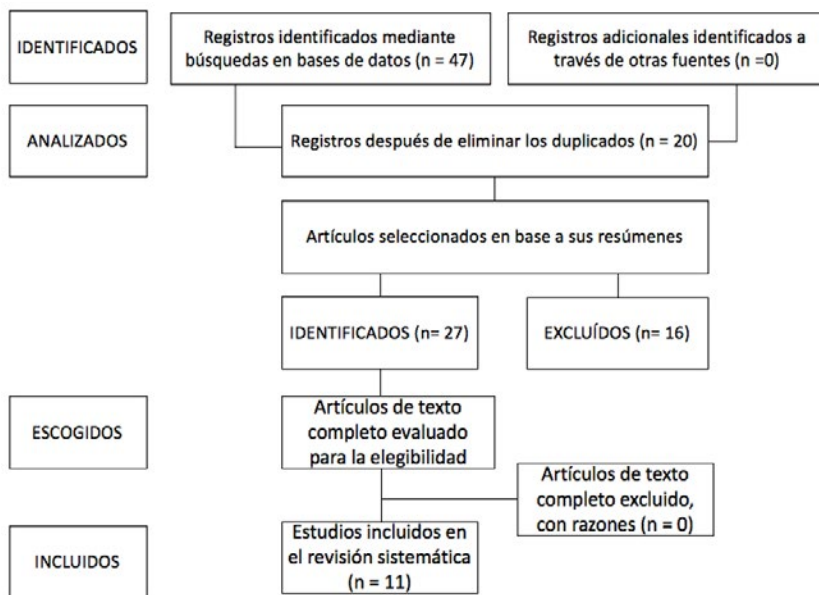 IDENTIFICADOS
Registros identificados mediante
búsquedas en bases de datos (n = 47)
Registros adicionales identificados a
través de otras fuentes (n =0)
ANALIZADOS
Registros después de eliminar los duplicados (n = 20)
Artículos seleccionados en base a sus resúmenes
IDENTIFICADOS (n= 27)
EXCLUÍDOS (n= 16)
ESCOGIDOS
Artículos de texto
completo evaluado
para la elegibilidad
Artículos de texto
completo excluido,
con razones (n = 0)
INCLUIDOS
Estudios incluidos en
el revisión sistemática
(n = 11)